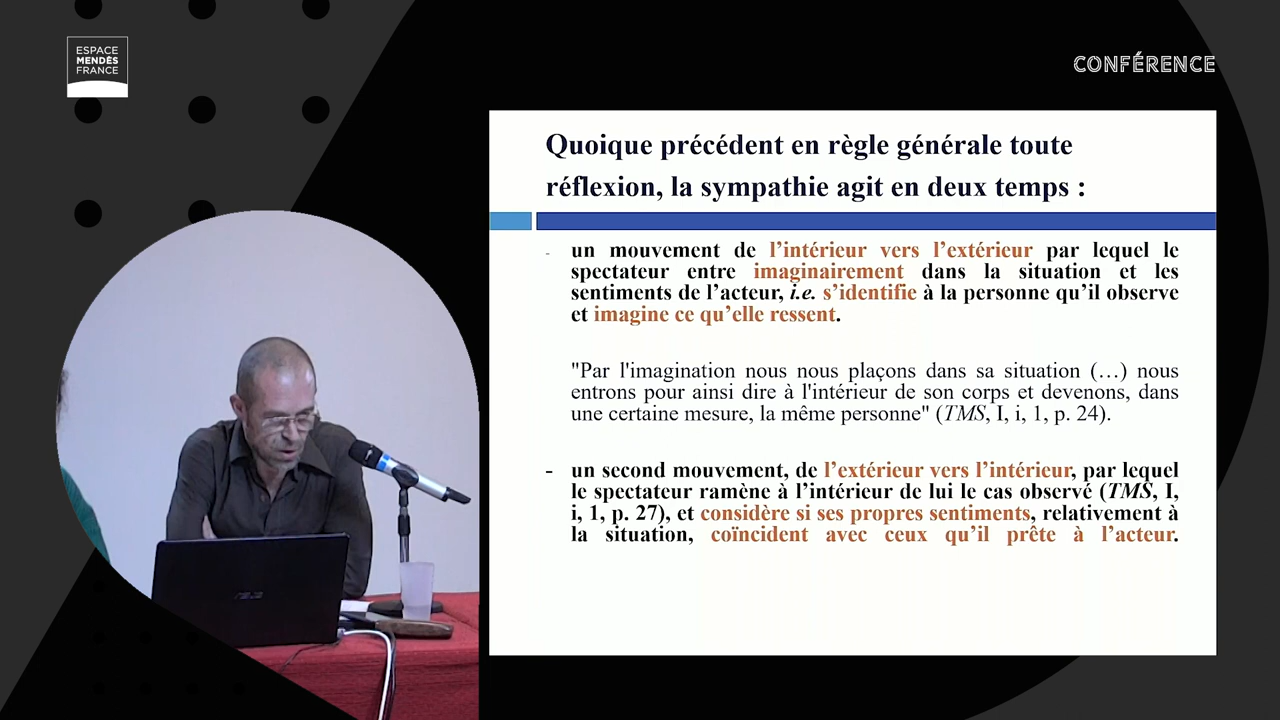 ESPACE
MENDÈS
FRANCE
CONFÉRENCE
Quoique précédent en règle générale toute
réflexion, la sympathie agit en deux temps :
- un mouvement de l’intérieur vers l’extérieur par lequel le
spectateur entre imaginairement dans la situation et les
sentiments de l’acteur, i.e. s’identifie à la personne qu’il observe
et imagine ce qu’elle ressent.
"Par l'imagination nous nous plaçons dans sa situation (…) nous
entrons pour ainsi dire à l'intérieur de son corps et devenons, dans
une certaine mesure, la même personne" (TMS, I, i, 1, p. 24).
- un second mouvement, de l’extérieur vers l’intérieur, par lequel
le spectateur ramène à l’intérieur de lui le cas observé (TMS, I,
i, 1, p. 27), et considère si ses propres sentiments, relativement à
la situation, coïncident avec ceux qu’il prête à l’acteur.
ASUS